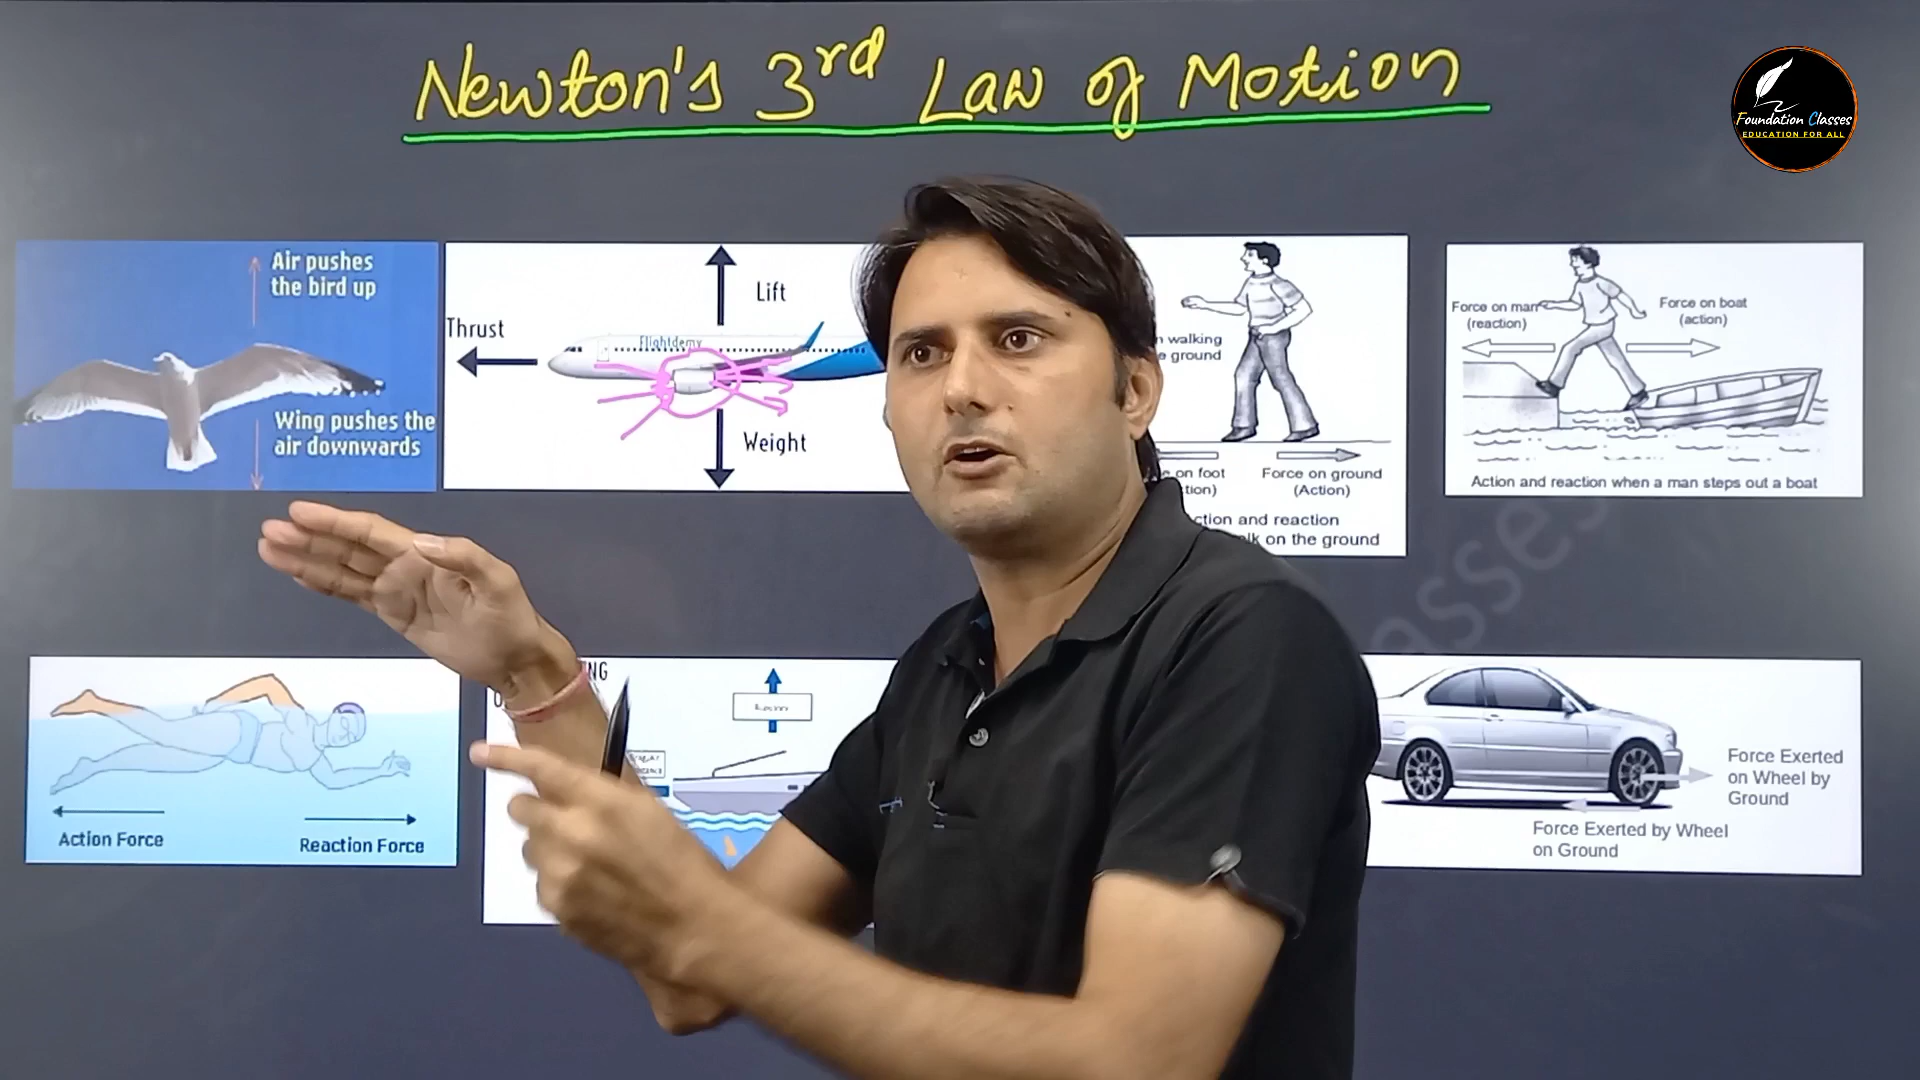 Newton's 3rd Law of Motion
Foundation Classes
EDUCATION FOR ALL
Air pushes
the bird up
Wing pushes the
air downwards
Lift
Thrust
Flightdemy
Weight
walking
ground
on foot
Force on ground
(Action)
and reaction
on the ground
Force on man
(reaction)
Force on boat
(action)
Action and reaction when a man steps out a boat
Action Force
Reaction Force
Force Exerted
on Wheel by
Ground
Force Exerted by Wheel
on Ground